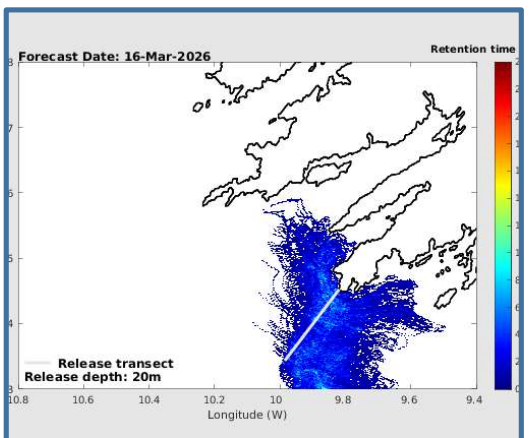 Forecast Date: 16-Mar-2026
Retention time
8
7
6
5
4
3
10.8
10.6
10.4
10.2
10
9.8
9.6
9.4
Longitude (W)
Release transect
Release depth: 20m